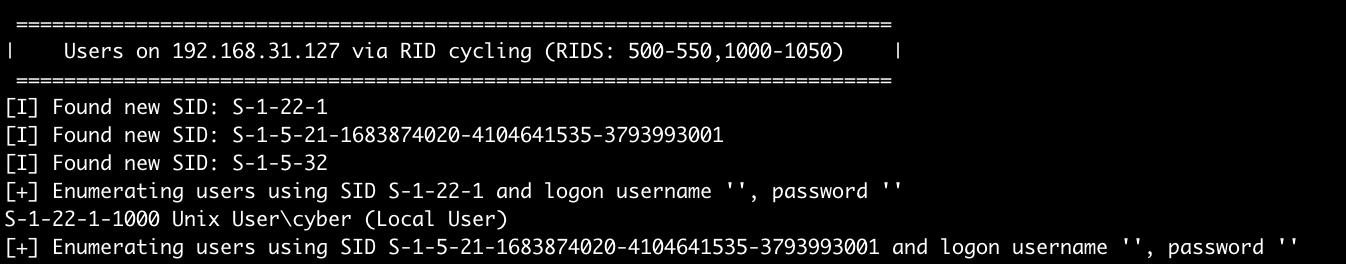 =========================================================================
|    Users on 192.168.31.127 via RID cycling (RIDS: 500-550,1000-1050)    |
=========================================================================
[I] Found new SID: S-1-22-1
[I] Found new SID: S-1-5-21-1683874020-4104641535-3793993001
[I] Found new SID: S-1-5-32
[+] Enumerating users using SID S-1-22-1 and logon username '', password ''
S-1-22-1-1000 Unix User\cyber (Local User)
[+] Enumerating users using SID S-1-5-21-1683874020-4104641535-3793993001 and logon username '', password ''